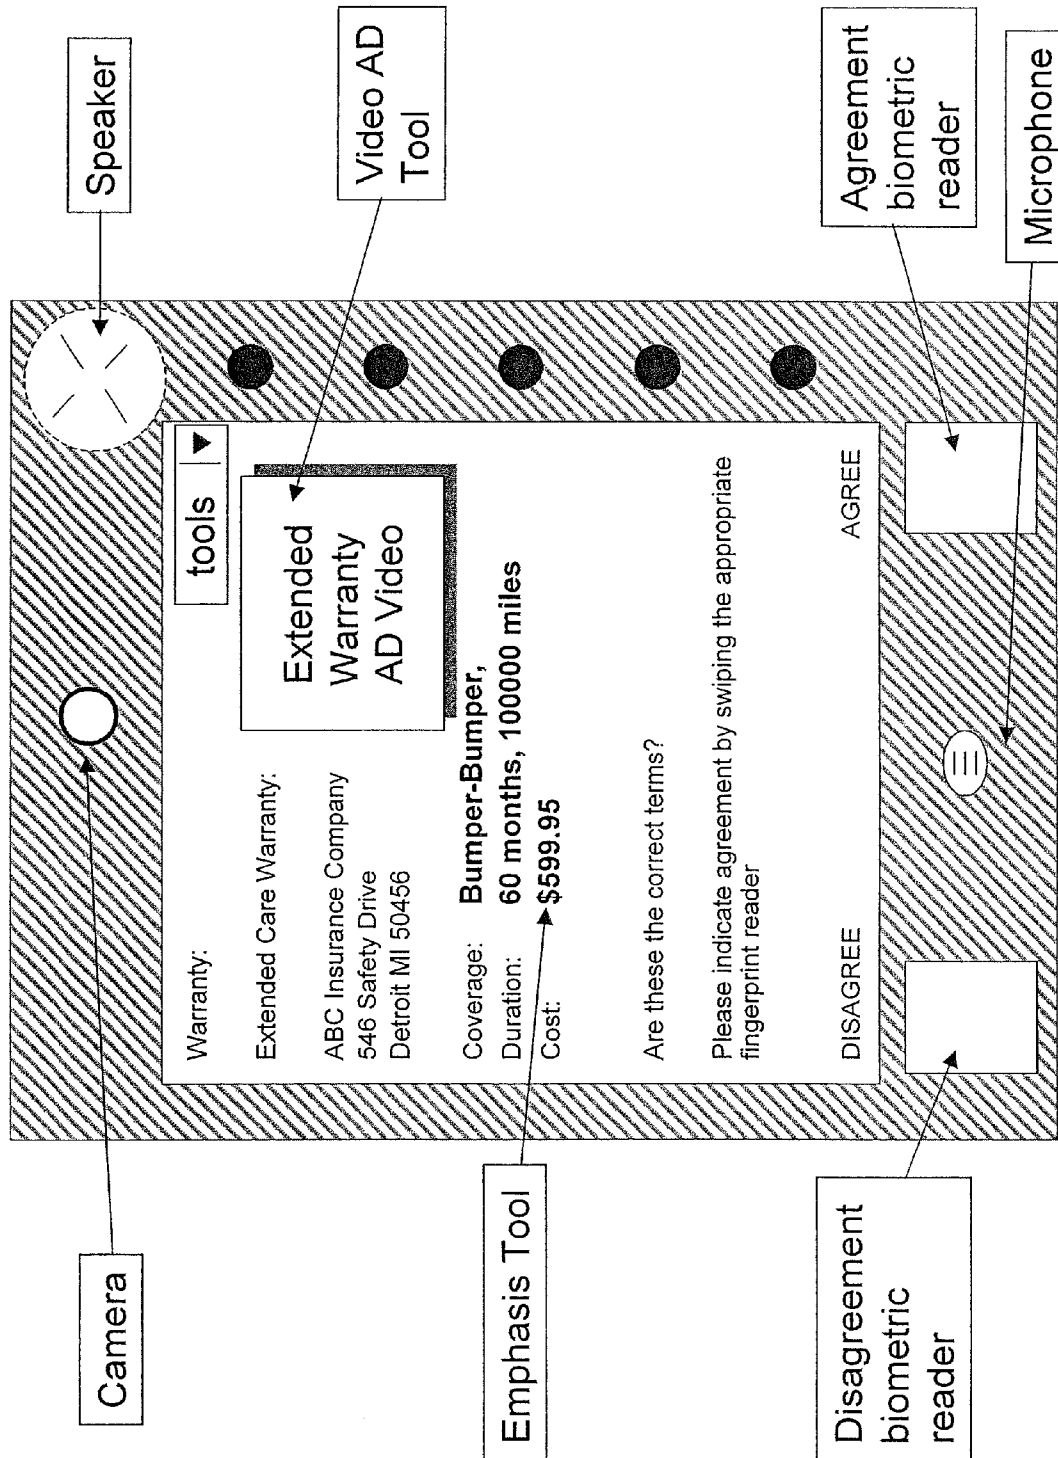 Camera
Speaker
tools
Warranty:
Extended Care Warranty:
Extended
Warranty
AD Video
Video AD
Tool
ABC Insurance Company
546 Safety Drive
Detroit MI 50456
Coverage: Bumper-Bumper,
Duration: 60 months, 100000 miles
Cost: $599.95
Emphasis Tool
Are these the correct terms?
Please indicate agreement by swiping the appropriate
fingerprint reader
DISAGREE AGREE
Disagreement
biometric
reader
Agreement
biometric
reader
Microphone